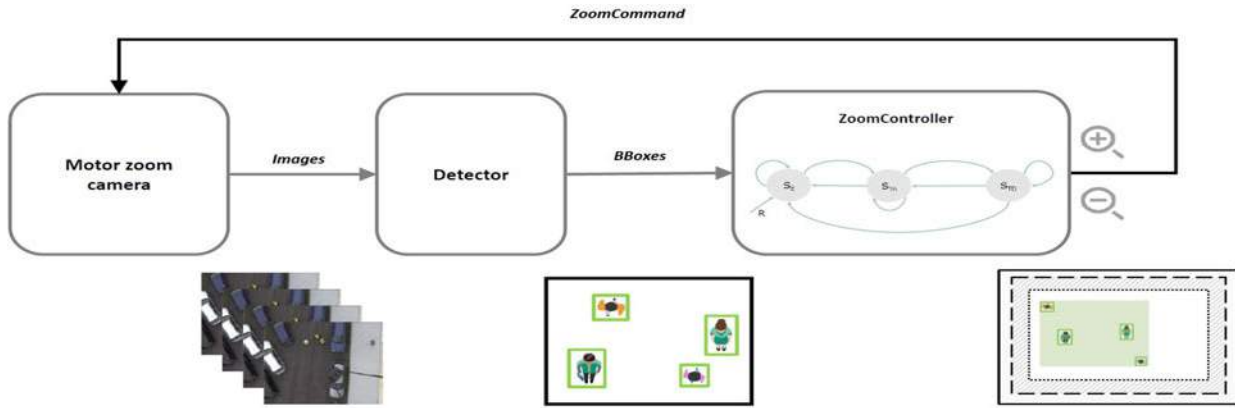 ZoomCommand
Motor zoom
camera
Images
Detector
BBoxes
ZoomController
S
S
S
R